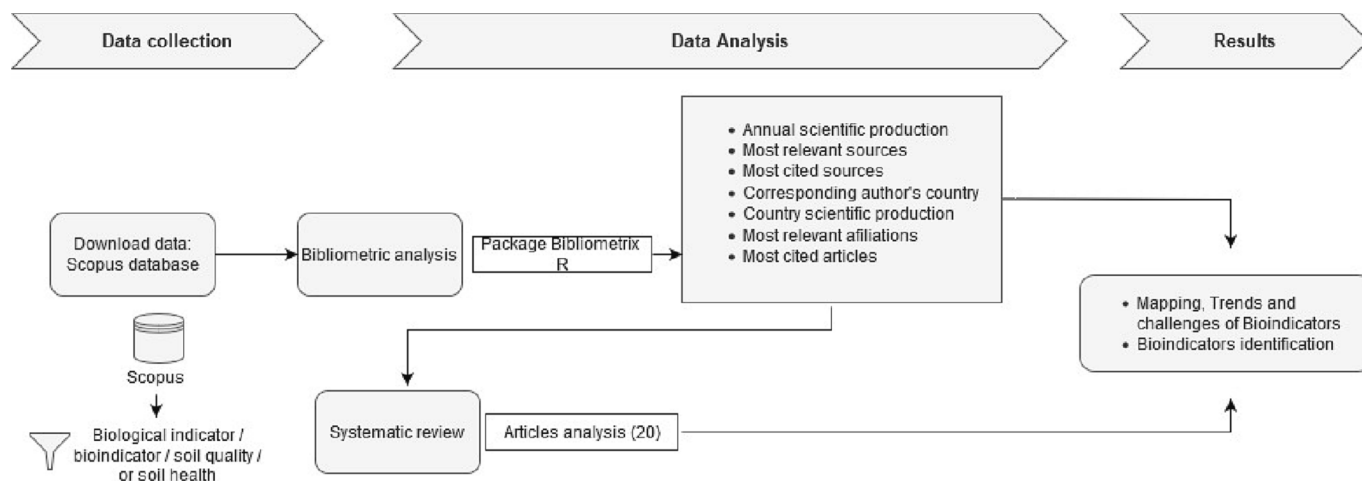 Data collection
Data Analysis
Results
• Annual scientific production
• Most relevant sources
• Most cited sources
• Corresponding author's country
• Country scientific production
• Most relevant afiliations
• Most cited articles
Download data:
Scopus database
Bibliometric analysis
Package Bibliometrix
R
• Mapping, Trends and
challenges of Bioindicators
• Bioindicators identification
Scopus
Biological indicator /
bioindicator / soil quality /
or soil health
Systematic review
Articles analysis (20)